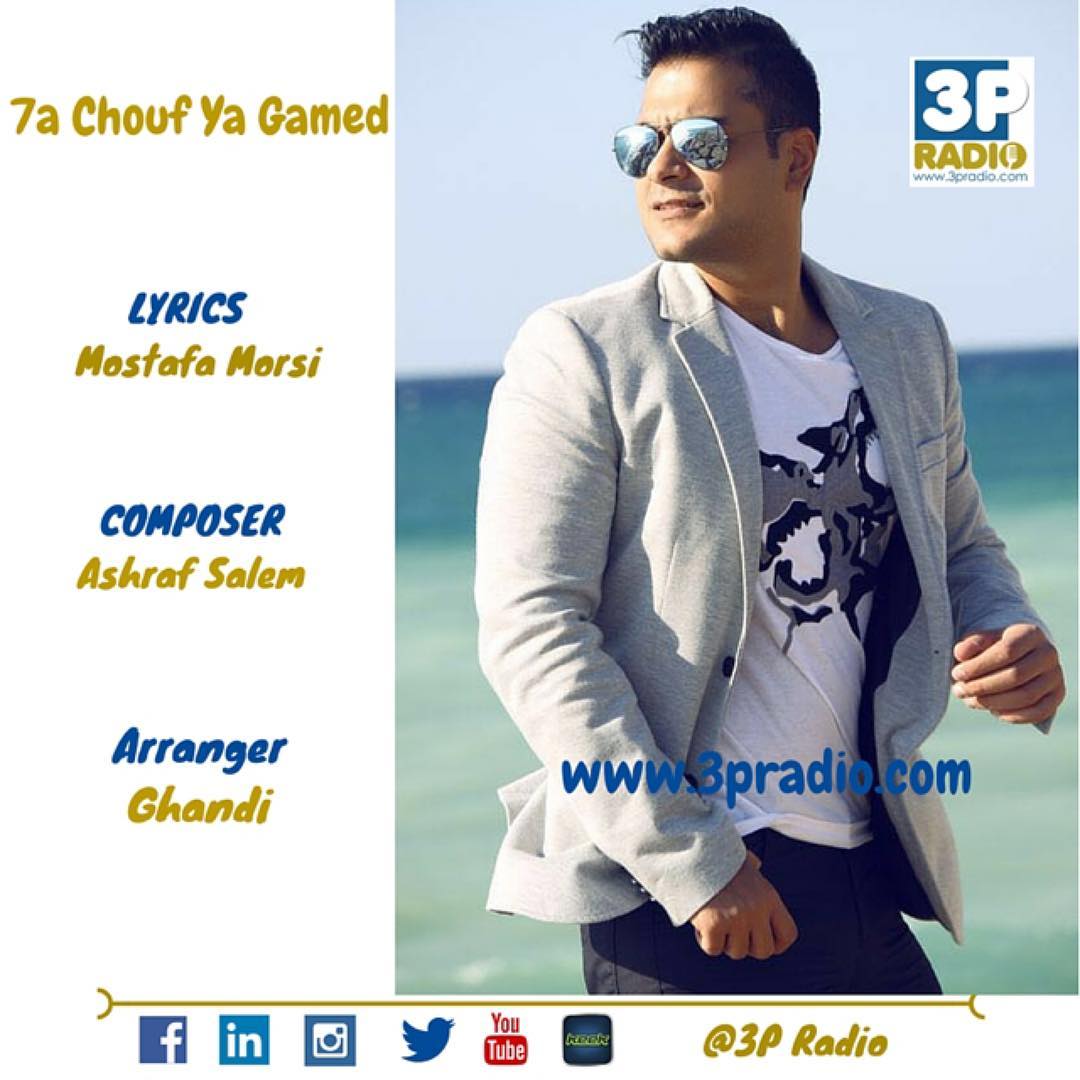 7a Chouf Ya Gamed
3P
RADIO
www.3pradio.com
LYRICS
Mostafa Morsi
COMPOSER
Ashraf Salem
Arranger
Ghandi
www.3pradio.com
You
Tube
keek
@3P Radio